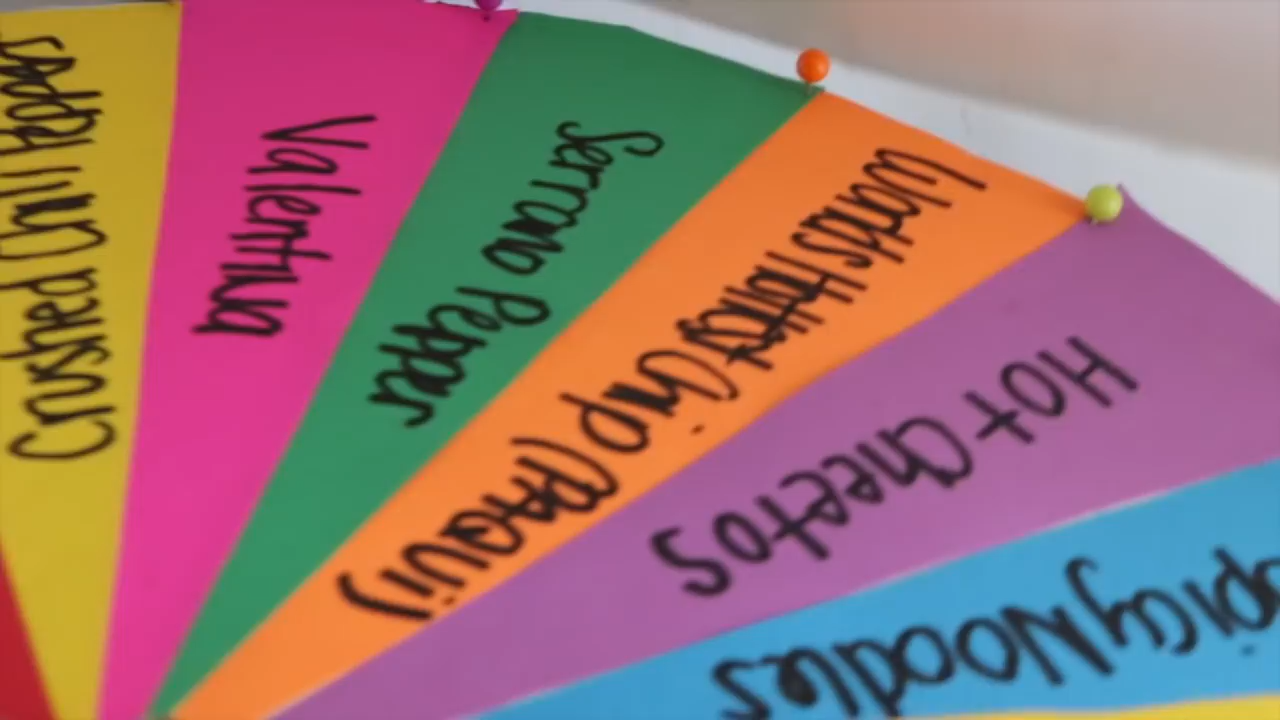 Crushed Chili Pepper
Valentina
Serrano Pepper
Worlds Hottest Chip (PAQUI)
HOT Cheetos
Spicy Noodles